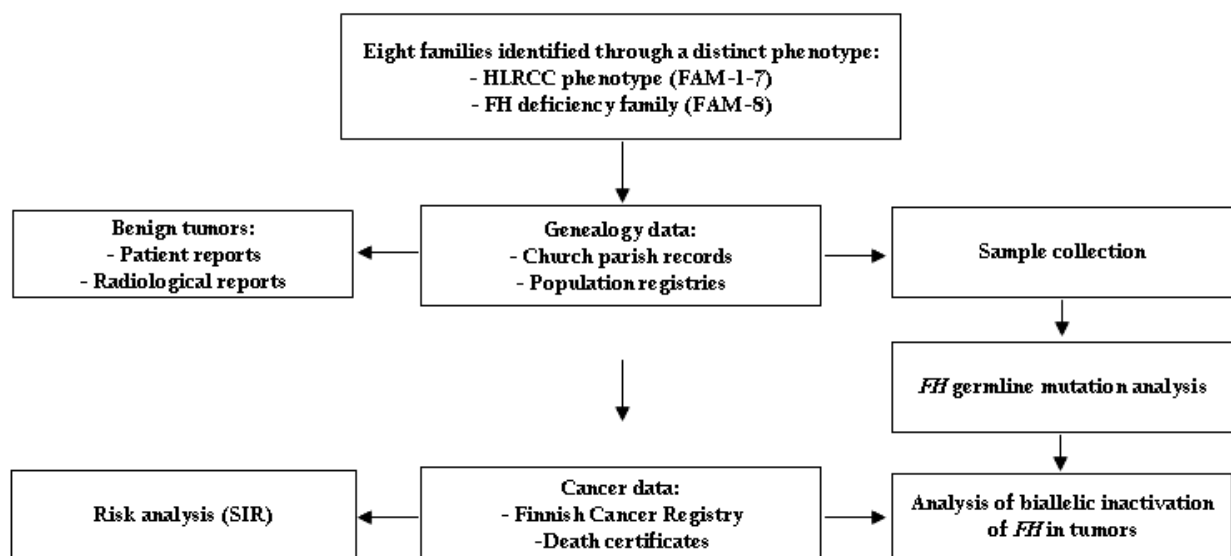 Eight families identified through a distinct phenotype:
- HLRCC phenotype (FAM-1-7)
- FH deficiency family (FAM-8)
Benign tumors:
- Patient reports
- Radiological reports
Genealogy data:
- Church parish records
- Population registries
Sample collection
FH germline mutation analysis
Risk analysis (SIR)
Cancer data:
- Finnish Cancer Registry
-Death certificates
Analysis of biallelic inactivation
of FH in tumors